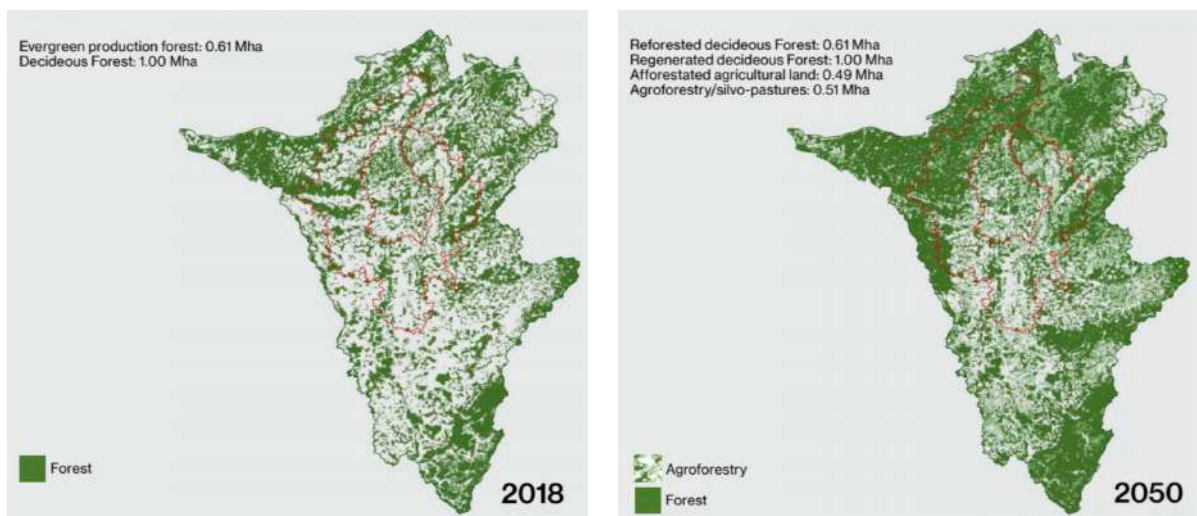 Evergreen production forest: 0.61 Mha
Decideous Forest: 1.00 Mha
Forest
2018
Reforested decideous Forest: 0.61 Mha
Regenerated decideous Forest: 1.00 Mha
Afforestated agricultural land: 0.49 Mha
Agroforestry/silvo-pastures: 0.51 Mha
Agroforestry
Forest
2050